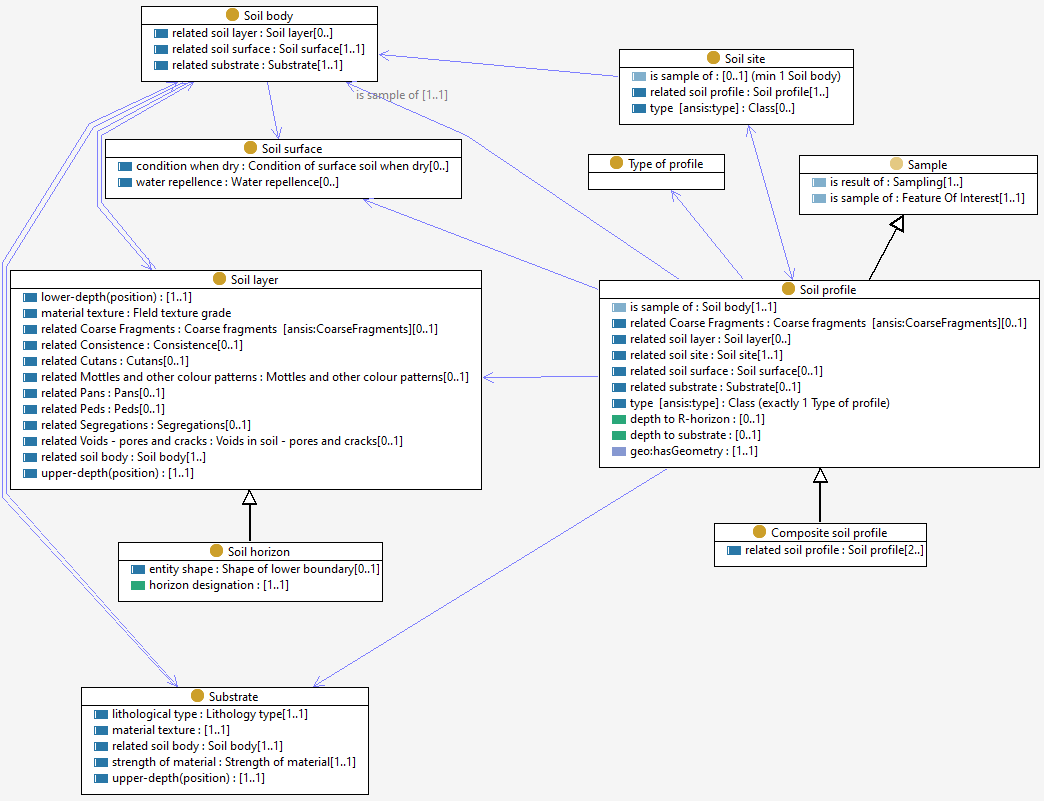 Soil body
related soil layer : Soil layer[0..]
related soil surface : Soil surface[1..1]
related substrate : Substrate[1..1]
Soil site
is sample of : [0..1] (min 1 Soil body)
related soil profile : Soil profile[1..]
type  [ansis:type] : Class[0..]
is sample of [1..1]
Soil surface
condition when dry : Condition of surface soil when dry[0..]
water repellence : Water repellence[0..]
Type of profile
Sample
is result of : Sampling[1..]
is sample of : Feature Of Interest[1..1]
Soil layer
lower-depth(position) : [1..1]
material texture : Field texture grade
related Coarse Fragments : Coarse fragments  [ansis:CoarseFragments][0..1]
related Consistence : Consistence[0..1]
related Cutans : Cutans[0..1]
related Mottles and other colour patterns : Mottles and other colour patterns[0..1]
related Pans : Pans[0..1]
related Peds : Peds[0..1]
related Segregations : Segregations[0..1]
related Voids - pores and cracks : Voids in soil - pores and cracks[0..1]
related soil body : Soil body[1..]
upper-depth(position) : [1..1]
Soil profile
is sample of : Soil body[1..1]
related Coarse Fragments : Coarse fragments  [ansis:CoarseFragments][0..1]
related soil layer : Soil layer[0..]
related soil site : Soil site[1..1]
related soil surface : Soil surface[0..1]
related substrate : Substrate[0..1]
type  [ansis:type] : Class (exactly 1 Type of profile)
depth to R-horizon : [0..1]
depth to substrate : [0..1]
geo:hasGeometry : [1..1]
Soil horizon
entity shape : Shape of lower boundary[0..1]
horizon designation : [1..1]
Composite soil profile
related soil profile : Soil profile[2..]
Substrate
lithological type : Lithology type[1..1]
material texture : [1..1]
related soil body : Soil body[1..1]
strength of material : Strength of material[1..1]
upper-depth(position) : [1..1]